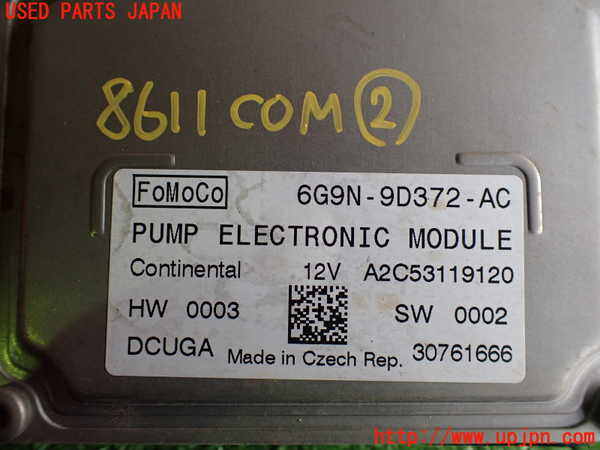 USED PARTS JAPAN
8611 COM ②
FoMoCo 6G9N-9D372-AC
PUMP ELECTRONIC MODULE
Continental 12V A2C53119120
HW 0003 SW 0002
DCUGA Made in Czech Rep. 30761666
http://www.upjpn.com/